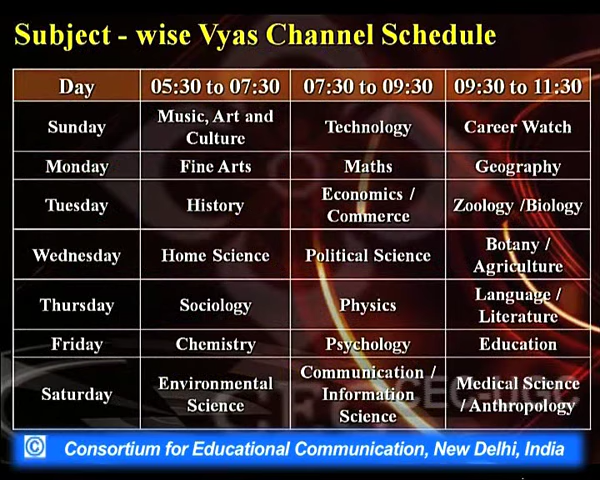 Subject - wise Vyas Channel Schedule
Day 05:30 to 07:30 07:30 to 09:30 09:30 to 11:30
Sunday Music, Art and Culture Technology Career Watch
Monday Fine Arts Maths Geography
Tuesday History Economics / Commerce Zoology /Biology
Wednesday Home Science Political Science Botany / Agriculture
Thursday Sociology Physics Language / Literature
Friday Chemistry Psychology Education
Saturday Environmental Science Communication / Information Science Medical Science / Anthropology
CEC-UGC
© Consortium for Educational Communication, New Delhi, India